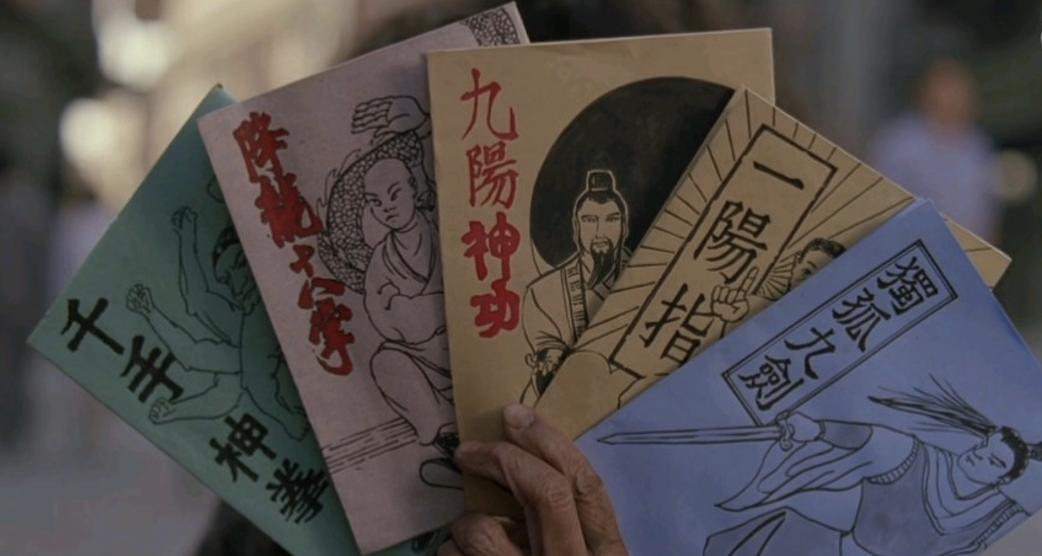 千手神拳
降龍十八掌
九陽神功
一陽指
獨孤九劍